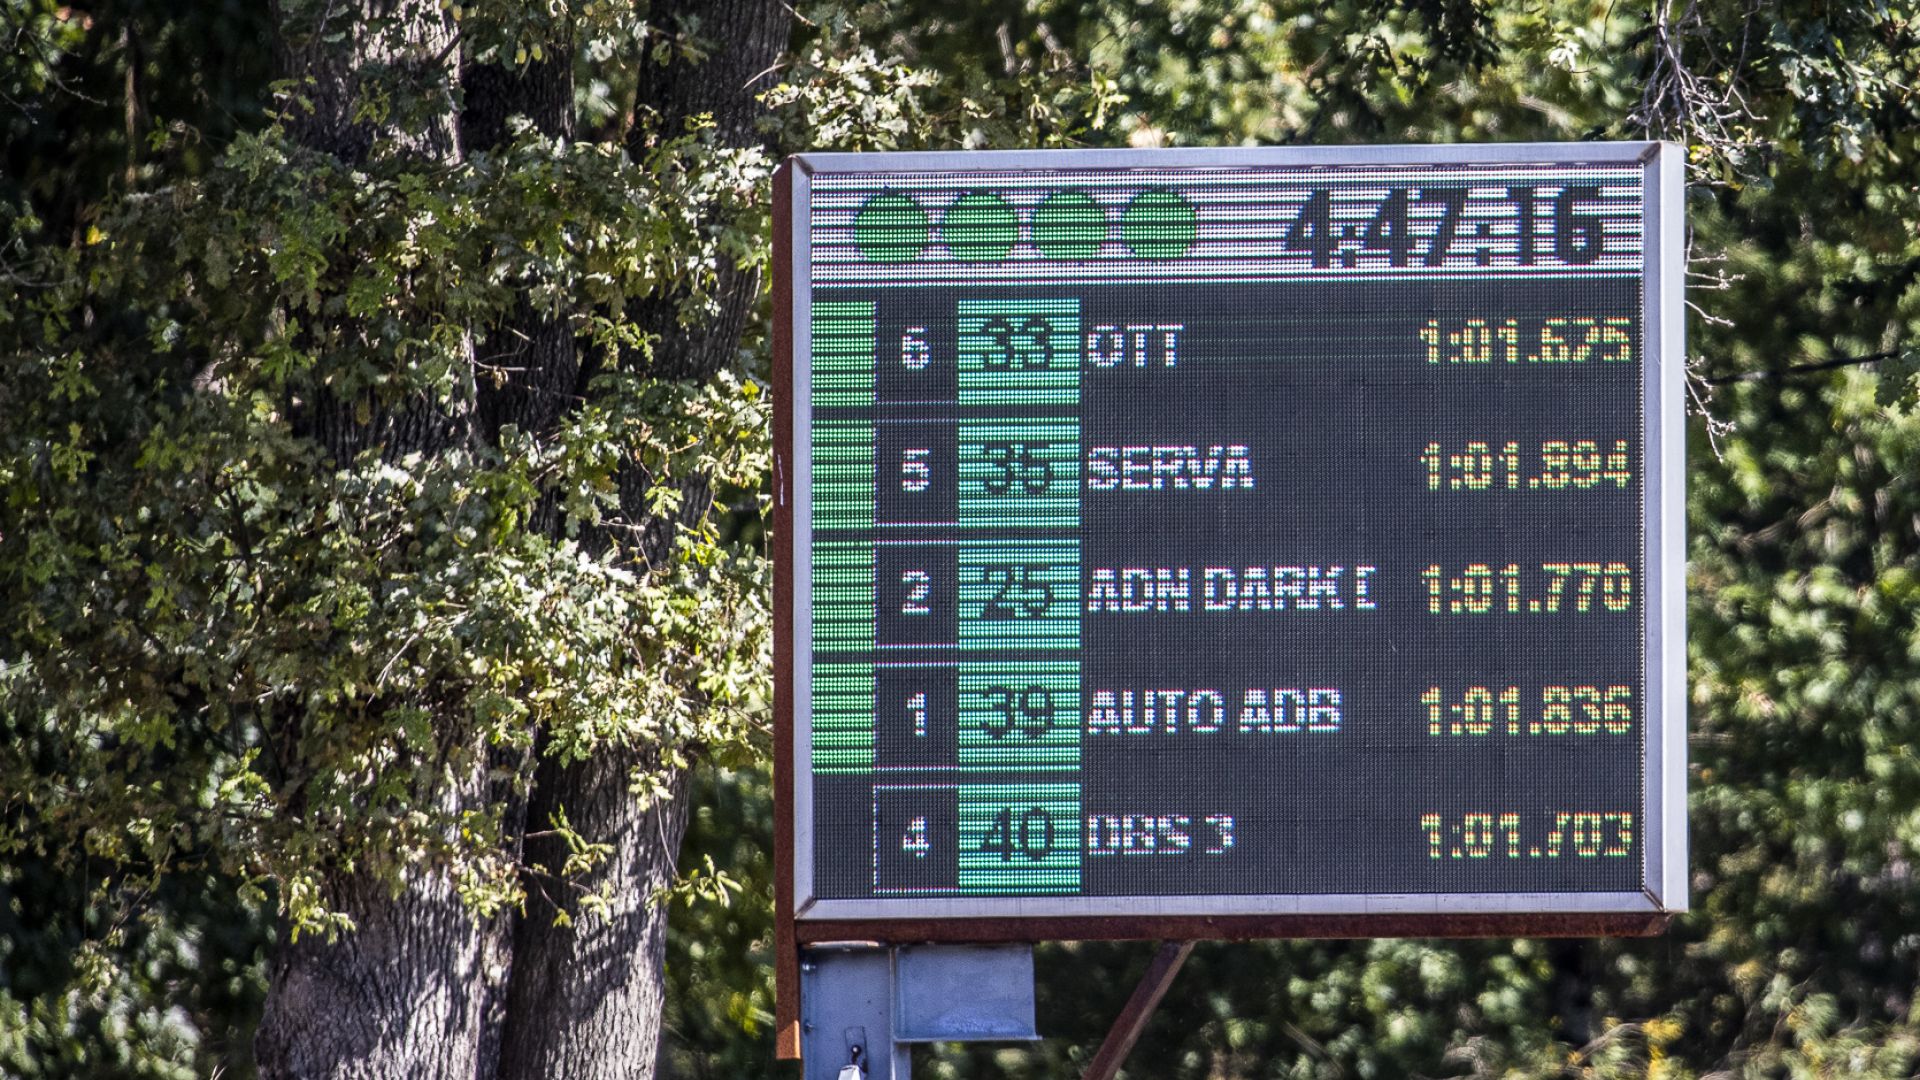 4:47:16
6 33 OTT 1:01.675
5 35 SERVA 1:01.894
2 25 ADN DARK I 1:01.770
1 39 AUTO ADB 1:01.836
4 40 DBS 3 1:01.703